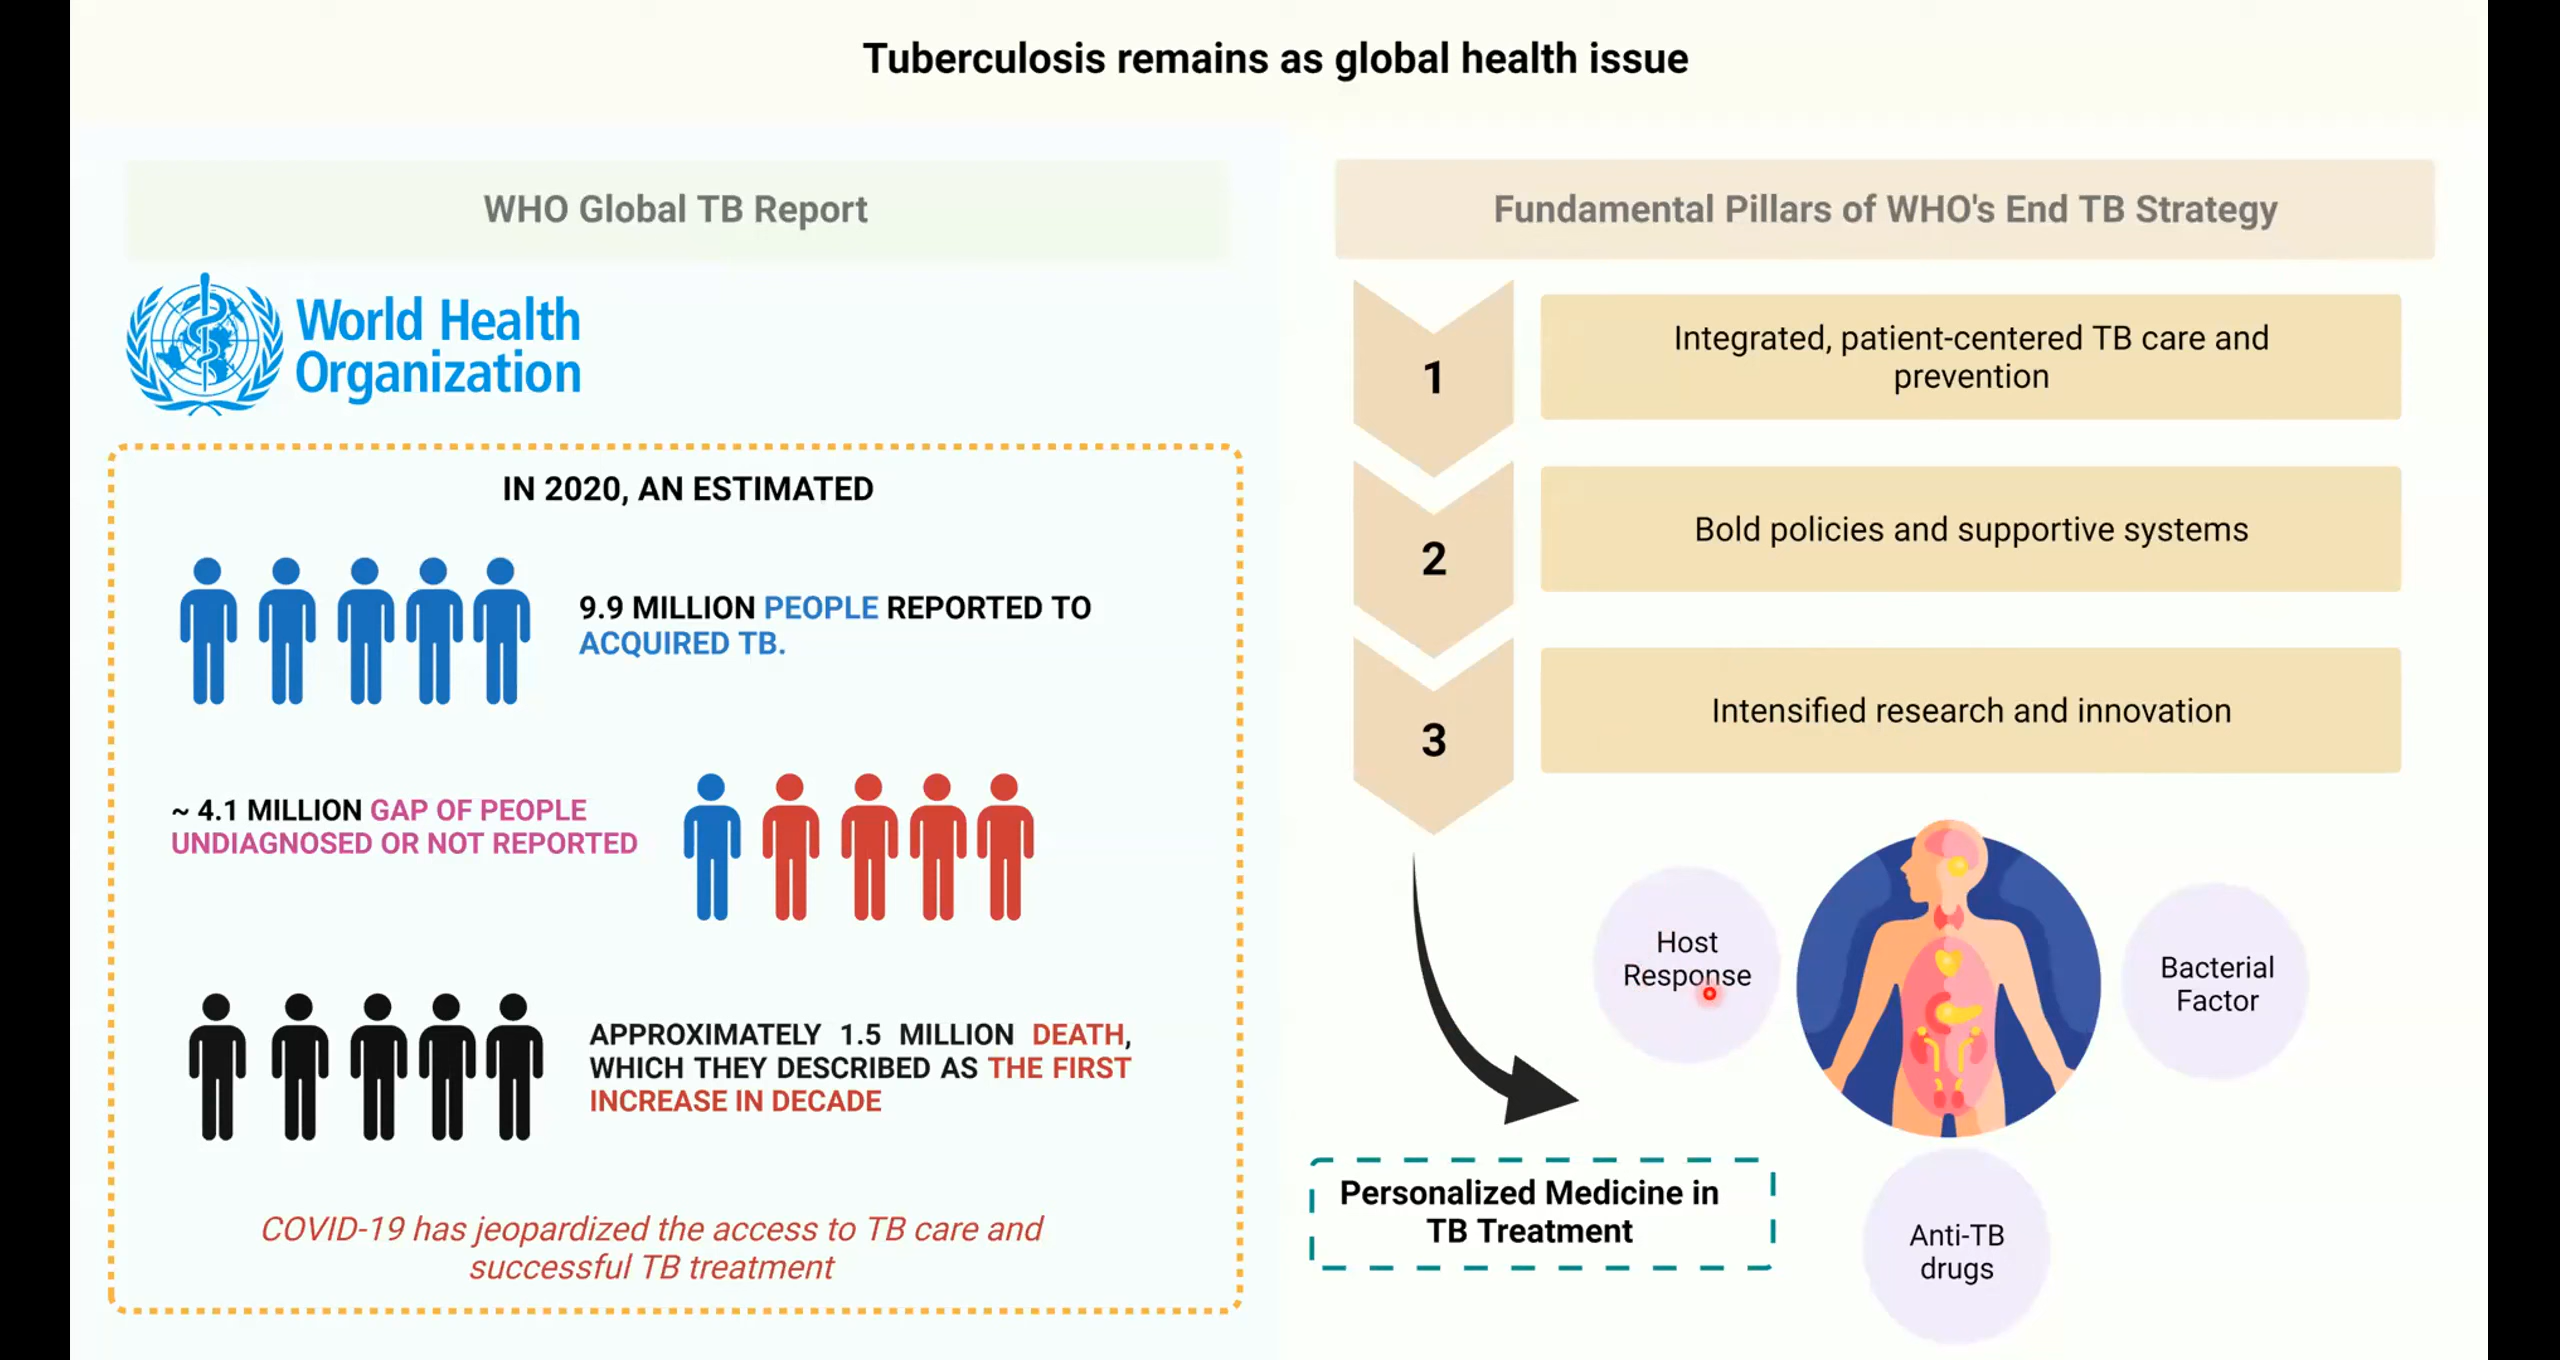 Tuberculosis remains as global health issue
WHO Global TB Report
World Health
Organization
IN 2020, AN ESTIMATED
9.9 MILLION PEOPLE REPORTED TO
ACQUIRED TB.
~ 4.1 MILLION GAP OF PEOPLE
UNDIAGNOSED OR NOT REPORTED
APPROXIMATELY 1.5 MILLION DEATH,
WHICH THEY DESCRIBED AS THE FIRST
INCREASE IN DECADE
COVID-19 has jeopardized the access to TB care and
successful TB treatment
Fundamental Pillars of WHO's End TB Strategy
1
Integrated, patient-centered TB care and
prevention
2
Bold policies and supportive systems
3
Intensified research and innovation
Host
Response
Bacterial
Factor
Personalized Medicine in
TB Treatment
Anti-TB
drugs